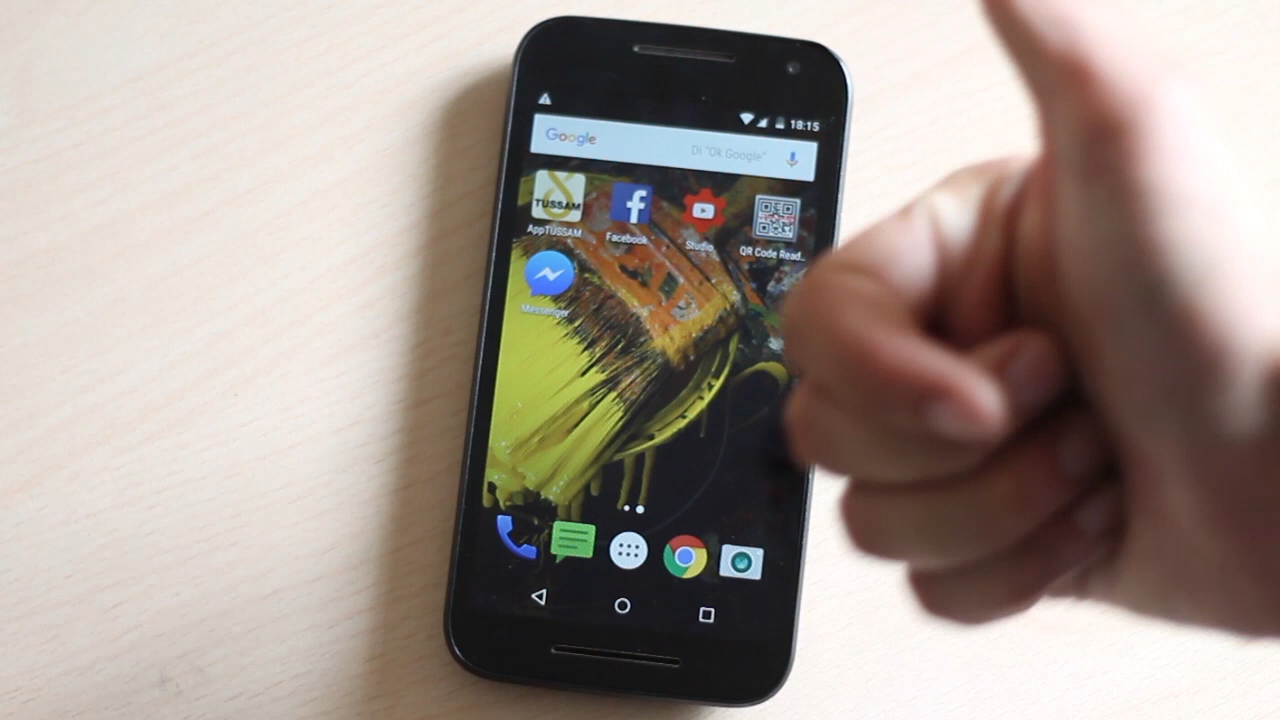 18:15
Google
Di "Ok Google"
TUSSAM
AppTUSSAM
Facebook
Studio
QR Code Read..
Messenger